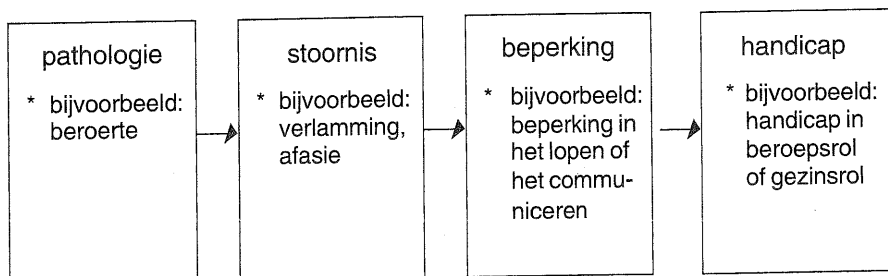 pathologie
* bijvoorbeeld:
beroerte
stoornis
* bijvoorbeeld:
verlamming,
afasie
beperking
* bijvoorbeeld:
beperking in
het lopen of
het commu-
niceren
handicap
* bijvoorbeeld:
handicap in
beroepsrol
of gezinsrol